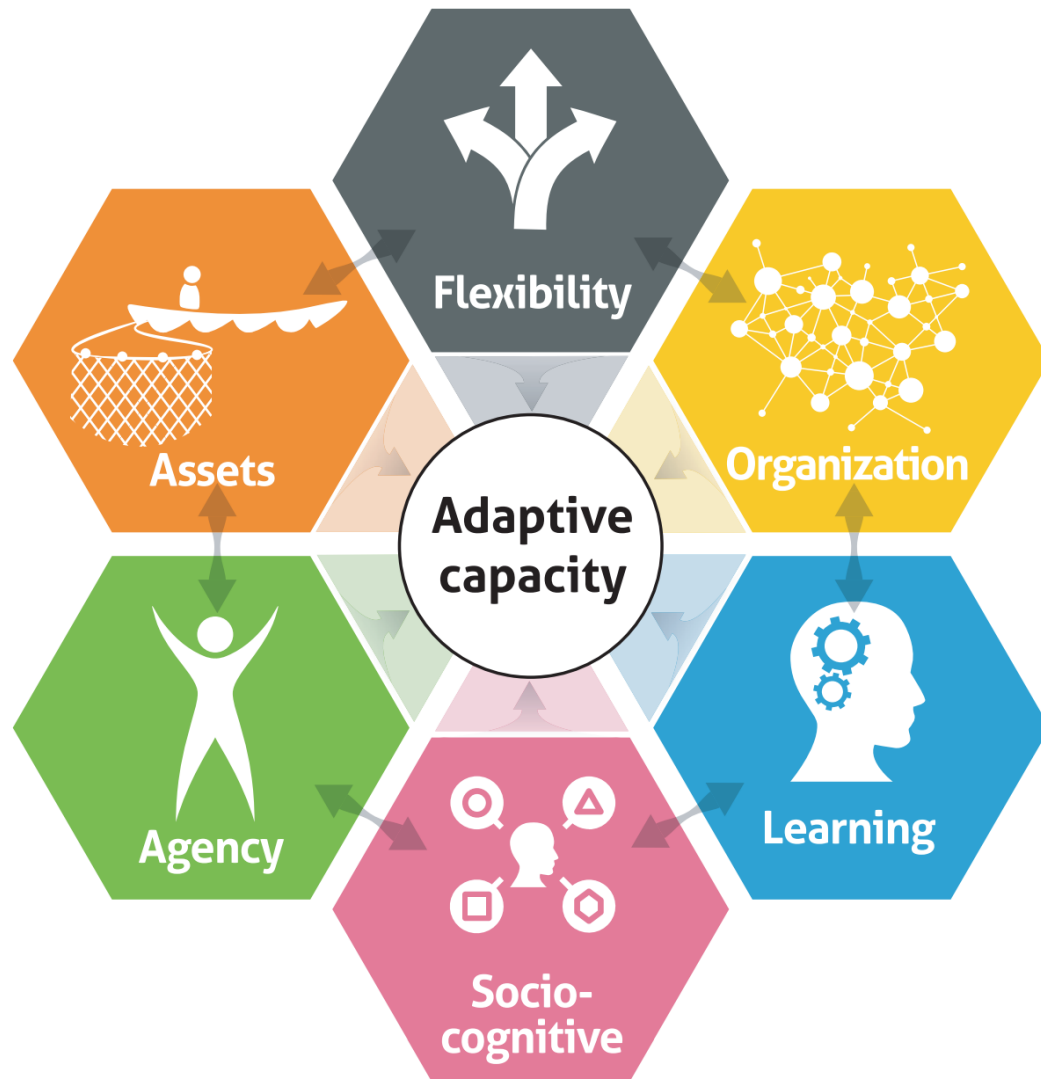 Flexibility
Assets
Organization
Adaptive
capacity
Agency
Learning
Socio-
cognitive